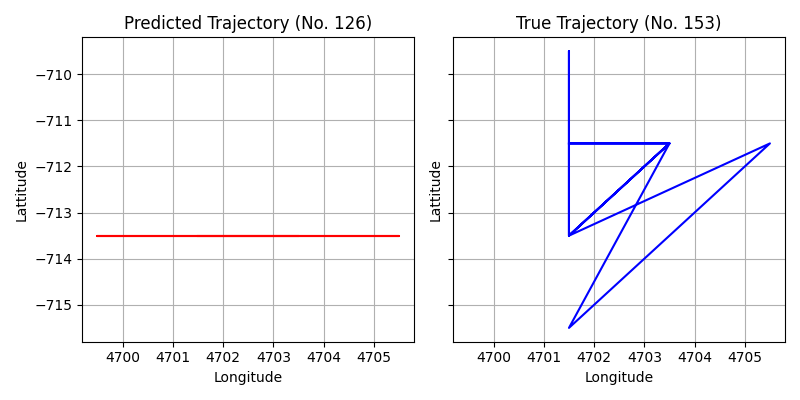 Predicted Trajectory (No. 126)
True Trajectory (No. 153)
−710
−711
−712
−713
−714
−715
Lattitude
Lattitude
4700 4701 4702 4703 4704 4705
4700 4701 4702 4703 4704 4705
Longitude
Longitude